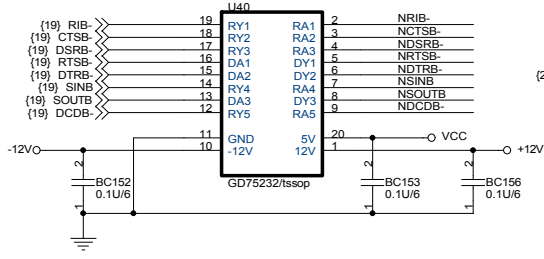 U40
{19} RIB- 19 RY1 RA1 2 NRIB-
{19} CTSB- 18 RY2 RA2 3 NCTSB-
{19} DSRB- 17 RY3 RA3 4 NDSRB-
{19} RTSB- 16 DA1 DY1 5 NRTSB-
{19} DTRB- 15 DA2 DY2 6 NDTRB-
{19} SINB 14 RY4 RA4 7 NSINB
{19} SOUTB 13 DA3 DY3 8 NSOUTB
{19} DCDB- 12 RY5 RA5 9 NDCDB-
{2
11 GND 5V 20 VCC
-12V 10 -12V 12V 1 +12V
2 2 2
BC152 BC153 BC156
0.1U/6 0.1U/6 0.1U/6
1 1 1
GD75232/tssop